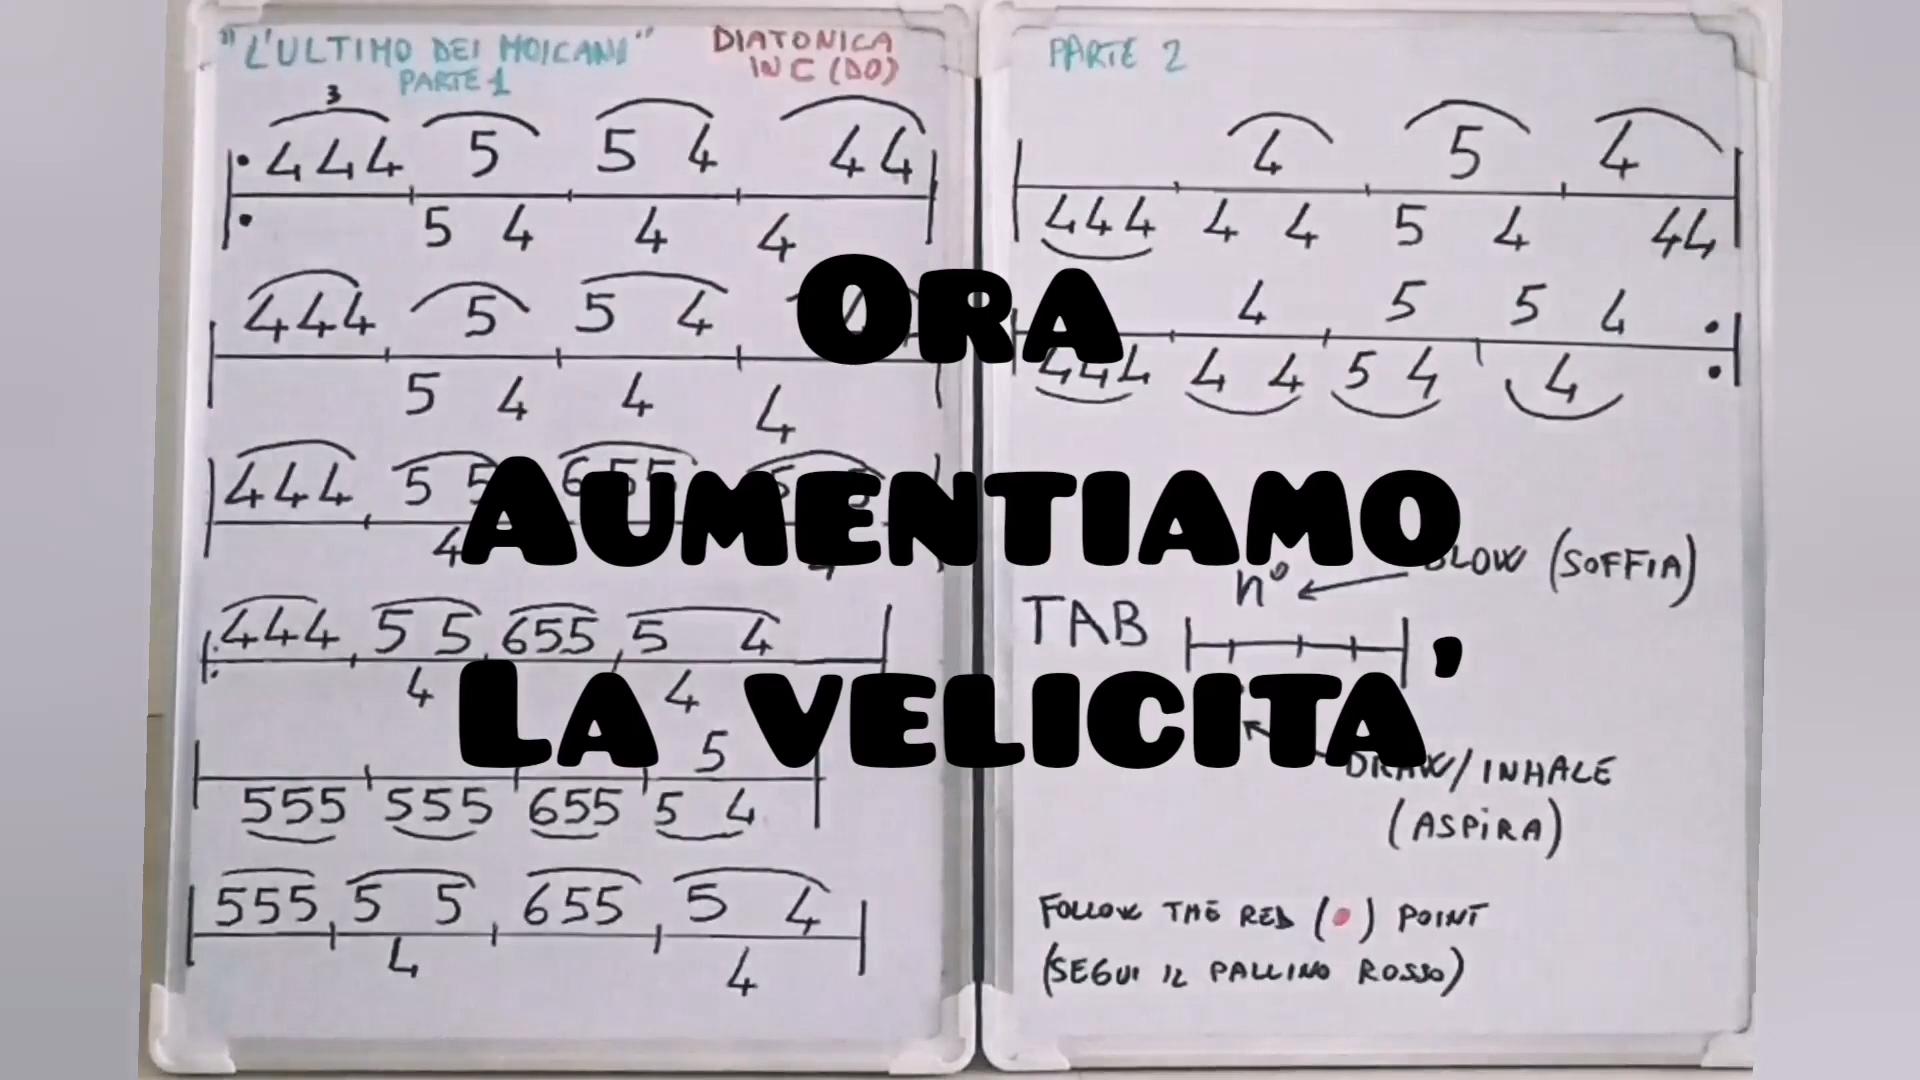 "L'ULTIMO DEI MOICANI"
PARTE 1
DIATONICA
IN C (DO)
3
444 5 5 4 44
5 4 4 4
444 5 5 4
5 4 4 4
444 5 5 655
4
444 5 5 655 5 4
4 4
5
555 555 655 5 4
555 5 5 655 5 4
4 4
PARTE 2
4 5 4
444 4 4 5 4 44
4 5 5 4
444 4 4 5 4 4
BLOW (SOFFIA)
n°
TAB
DRAW/INHALE
(ASPIRA)
FOLLOW THE RED ( ) POINT
(SEGUI IL PALLINO ROSSO)
ORA
AUMENTIAMO
LA VELICITA'